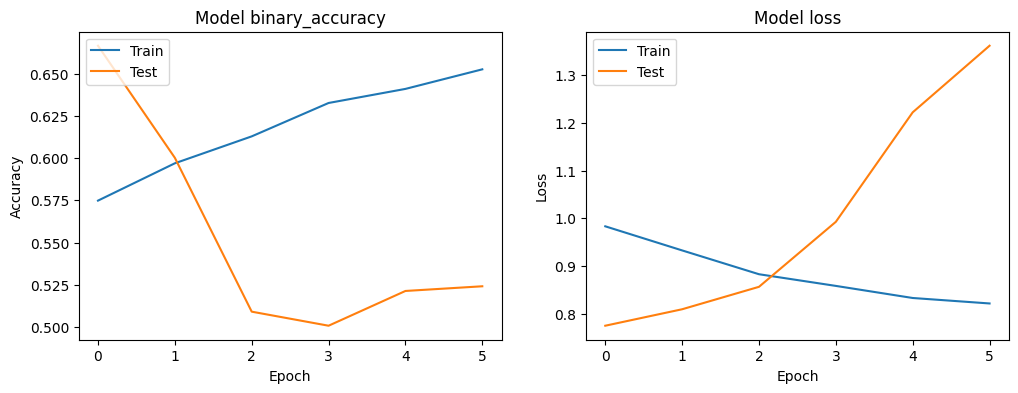 Model binary_accuracy
Train
Test
0.650
0.625
0.600
0.575
0.550
0.525
0.500
Accuracy
0 1 2 3 4 5
Epoch
Model loss
Train
Test
1.3
1.2
1.1
1.0
0.9
0.8
Loss
0 1 2 3 4 5
Epoch